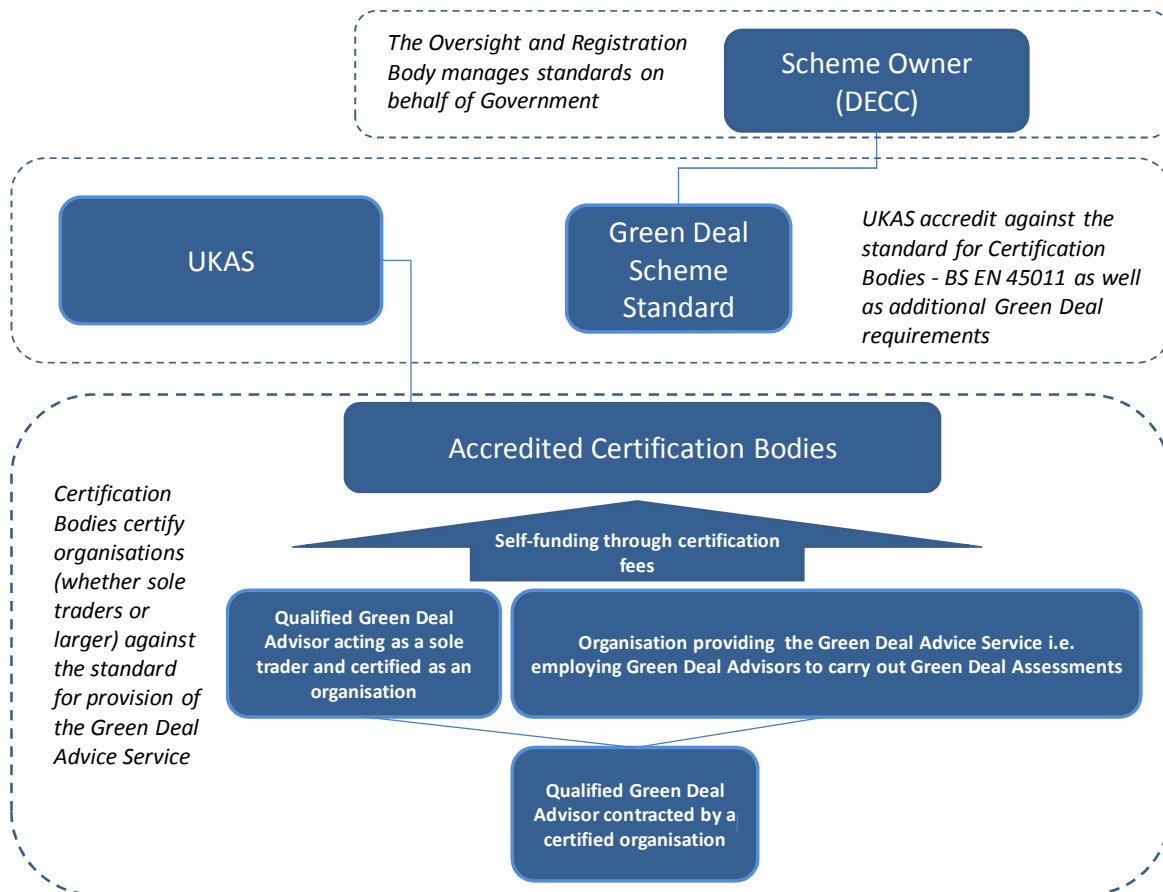 The Oversight and Registration
Body manages standards on
behalf of Government
Scheme Owner
(DECC)
UKAS
Green Deal
Scheme
Standard
UKAS accredit against the
standard for Certification
Bodies - BS EN 45011 as well
as additional Green Deal
requirements
Accredited Certification Bodies
Certification
Bodies certify
organisations
(whether sole
traders or
larger) against
the standard
for provision of
the Green Deal
Advice Service
Self-funding through certification
fees
Qualified Green Deal
Advisor acting as a sole
trader and certified as an
organisation
Organisation providing the Green Deal Advice Service i.e.
employing Green Deal Advisors to carry out Green Deal Assessments
Qualified Green Deal
Advisor contracted by a
certified organisation